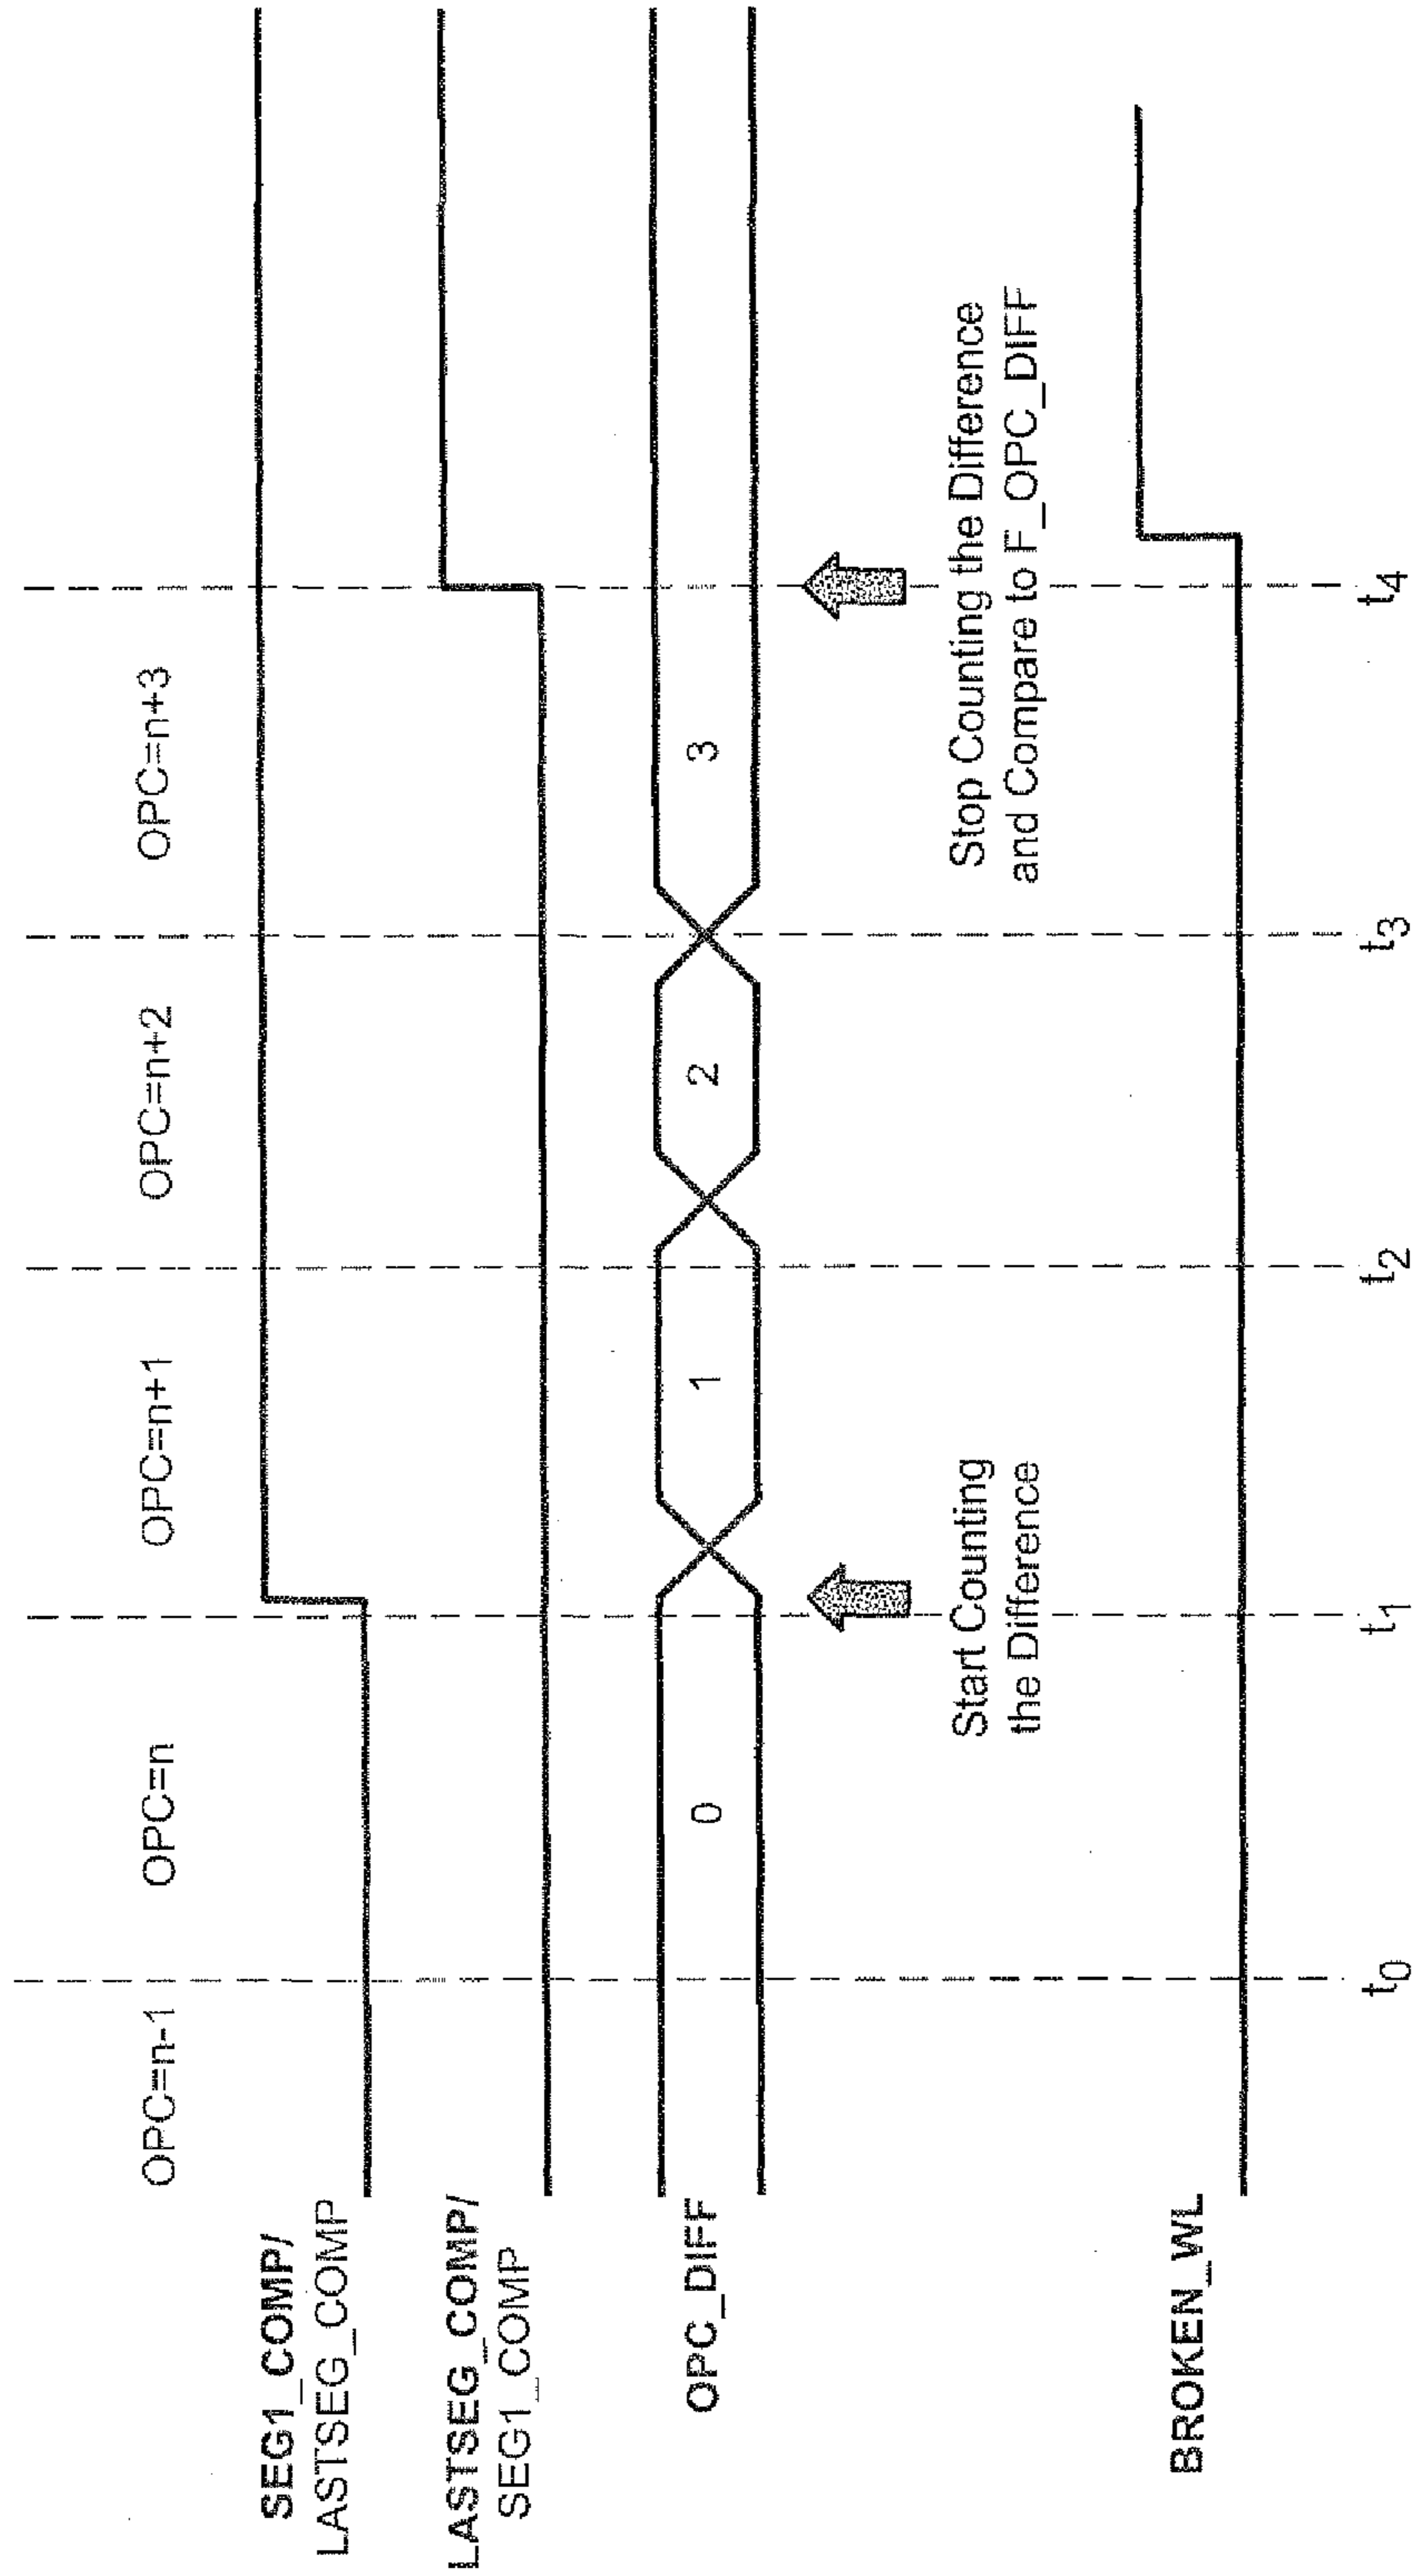 OPC=n-1
OPC=n
OPC=n+1
OPC=n+2
OPC=n+3
SEG1_COMP/
LASTSEG_COMP
LASTSEG_COMP/
SEG1_COMP
OPC_DIFF
0
1
2
3
Start Counting
the Difference
Stop Counting the Difference
and Compare to F_OPC_DIFF
BROKEN_WL
t0
t1
t2
t3
t4